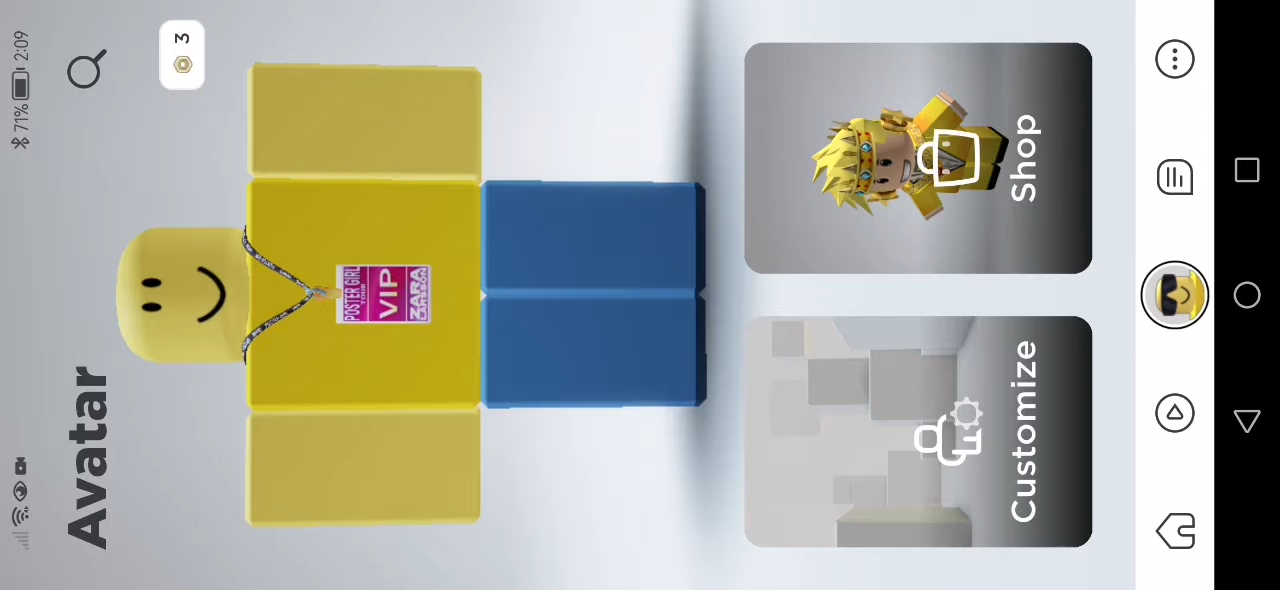 71% 2:09
Avatar
3
POSTER GIRL
TOUR
VIP
ZARA
LARSSON
Customize
Shop